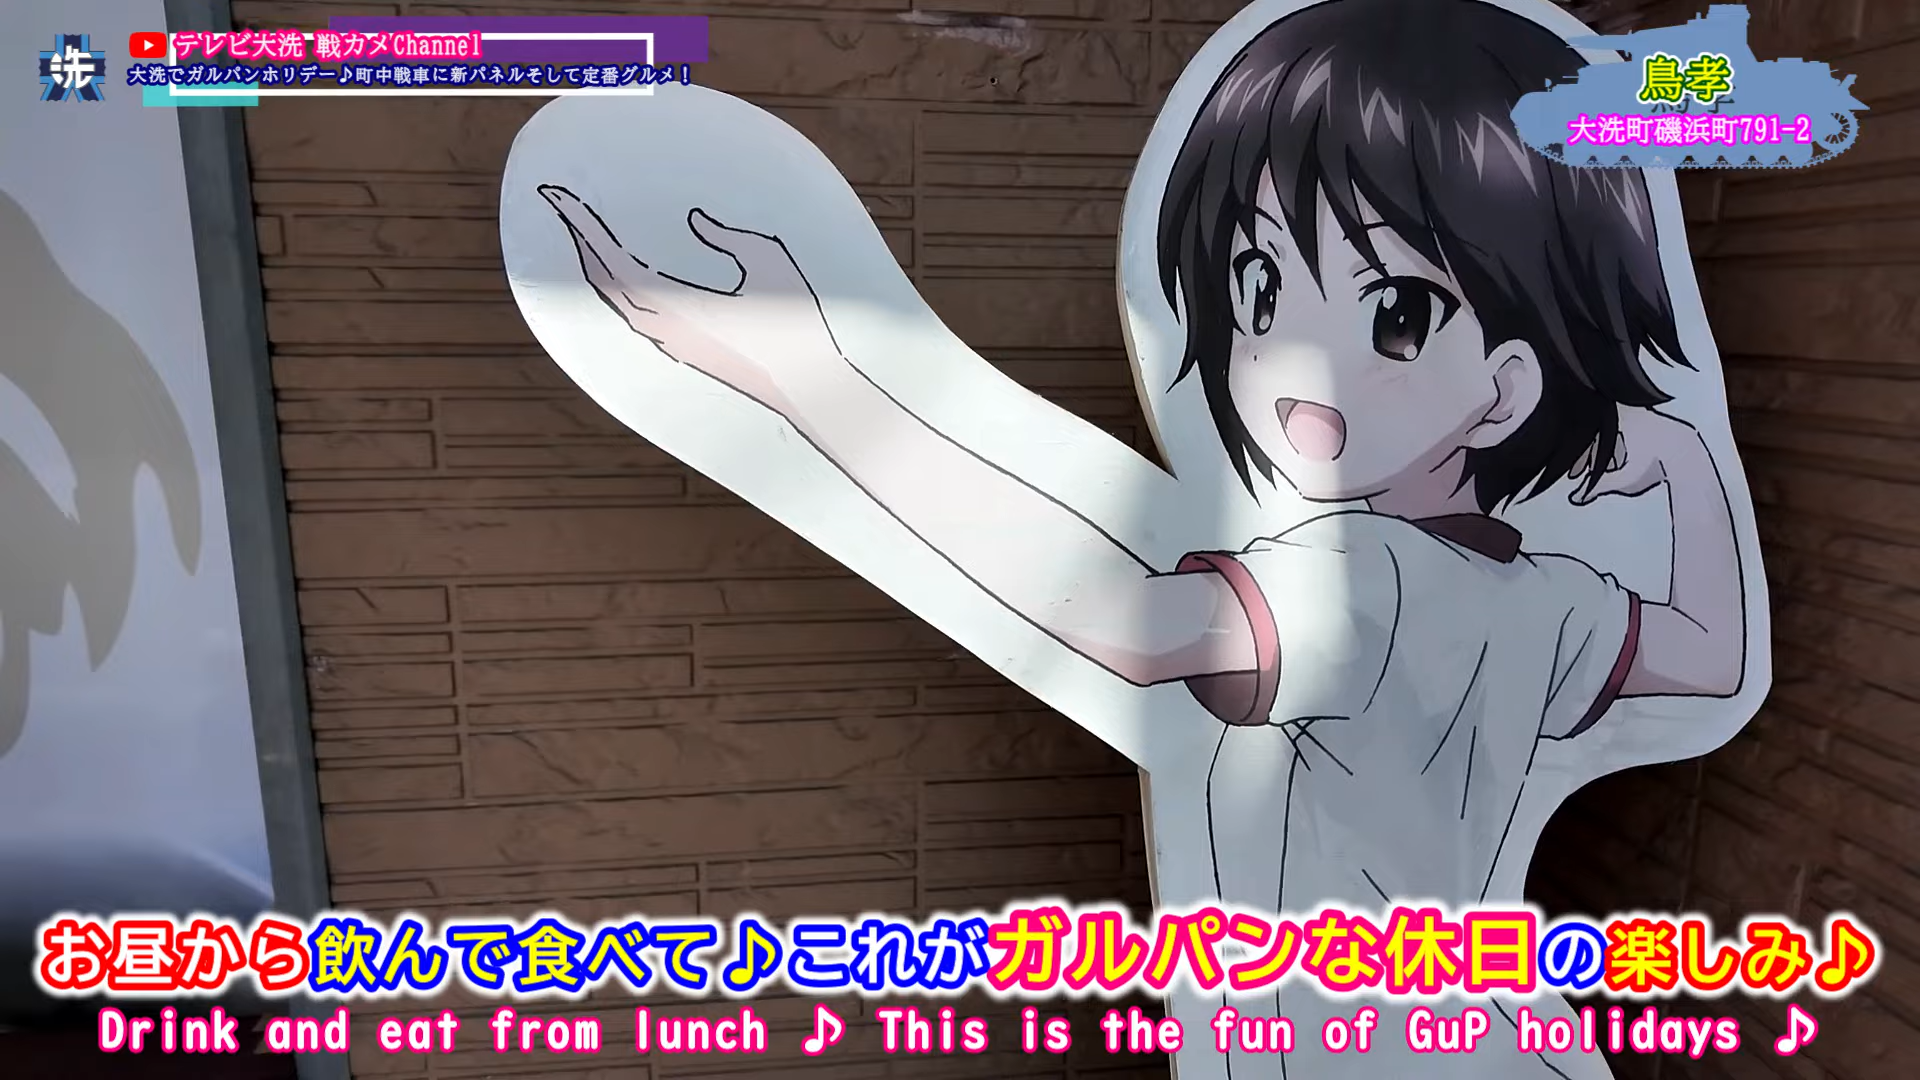 洗
テレビ大洗 戦カメChannel
大洗でガルパンホリデー♪町中戦車に新パネルそして定番グルメ！
鳥孝
大洗町磯浜町791-2
お昼から飲んで食べて♪これがガルパンな休日の楽しみ♪
Drink and eat from lunch ♪ This is the fun of GuP holidays ♪